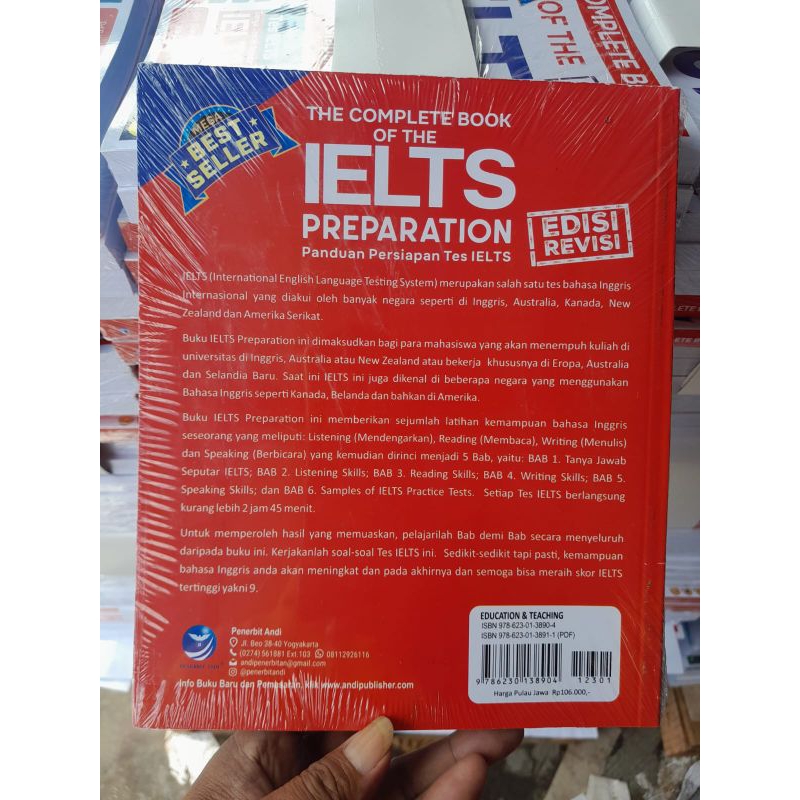 COMPLETE B
OF THE
MEGA
BEST
SELLER
THE COMPLETE BOOK
OF THE
IELTS
PREPARATION
Panduan Persiapan Tes IELTS
EDISI
REVISI
IELTS (International English Language Testing System) merupakan salah satu tes bahasa Inggris
Internasional yang diakui oleh banyak negara seperti di Inggris, Australia, Kanada, New
Zealand dan Amerika Serikat.
Buku IELTS Preparation ini dimaksudkan bagi para mahasiswa yang akan menempuh kuliah di
universitas di Inggris, Australia atau New Zealand atau bekerja khususnya di Eropa, Australia
dan Selandia Baru. Saat ini IELTS ini juga dikenal di beberapa negara yang menggunakan
Bahasa Inggris seperti Kanada, Belanda dan bahkan di Amerika.
Buku IELTS Preparation ini memberikan sejumlah latihan kemampuan bahasa Inggris
seseorang yang meliputi: Listening (Mendengarkan), Reading (Membaca), Writing (Menulis)
dan Speaking (Berbicara) yang kemudian dirinci menjadi 5 Bab, yaitu: BAB 1. Tanya Jawab
Seputar IELTS; BAB 2. Listening Skills; BAB 3. Reading Skills; BAB 4. Writing Skills; BAB 5.
Speaking Skills; dan BAB 6. Samples of IELTS Practice Tests. Setiap Tes IELTS berlangsung
kurang lebih 2 jam 45 menit.
Untuk memperoleh hasil yang memuaskan, pelajarilah Bab demi Bab secara menyeluruh
daripada buku ini. Kerjakanlah soal-soal Tes IELTS ini. Sedikit-sedikit tapi pasti, kemampuan
bahasa Inggris anda akan meningkat dan pada akhirnya dan semoga bisa meraih skor IELTS
tertinggi yakni 9.
Penerbit Andi
Jl. Beo 38-40 Yogyakarta
(0274) 561881 Ext.103 08112926116
andipenerbitan@gmail.com
@penerbitandi
Info Buku Baru dan Pemasaran, klik www.andipublisher.com
EDUCATION & TEACHING
ISBN 978-623-01-3890-4
ISBN 978-623-01-3891-1 (PDF)
9 786230 138904
12301
Harga Pulau Jawa Rp106.000,-